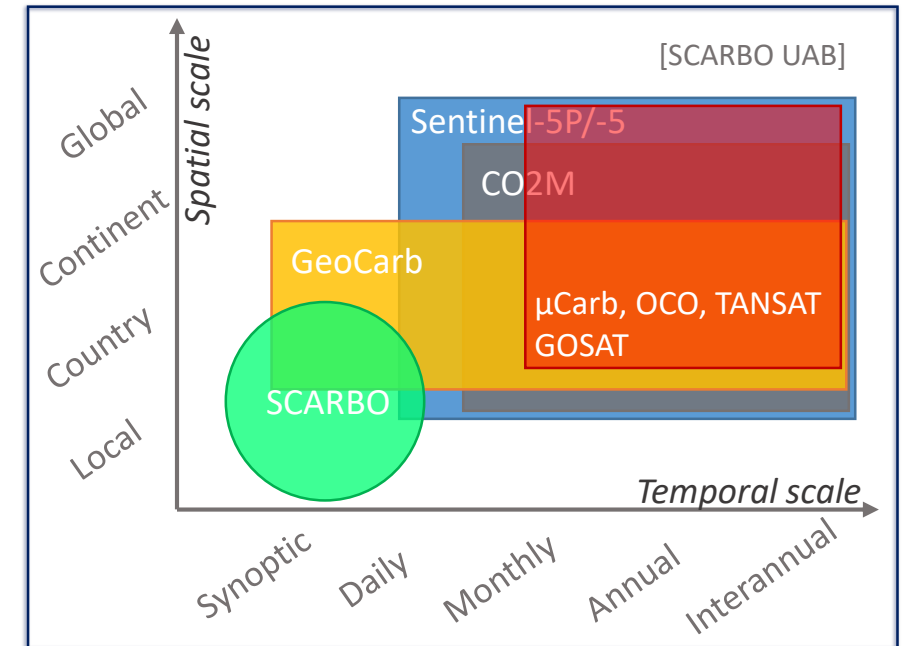 [SCARBO UAB]
Spatial scale
Global
Continent
Country
Local
Sentinel-5P/-5
CO2M
GeoCarb
µCarb, OCO, TANSAT
GOSAT
SCARBO
Temporal scale
Synoptic
Daily
Monthly
Annual
Interannual